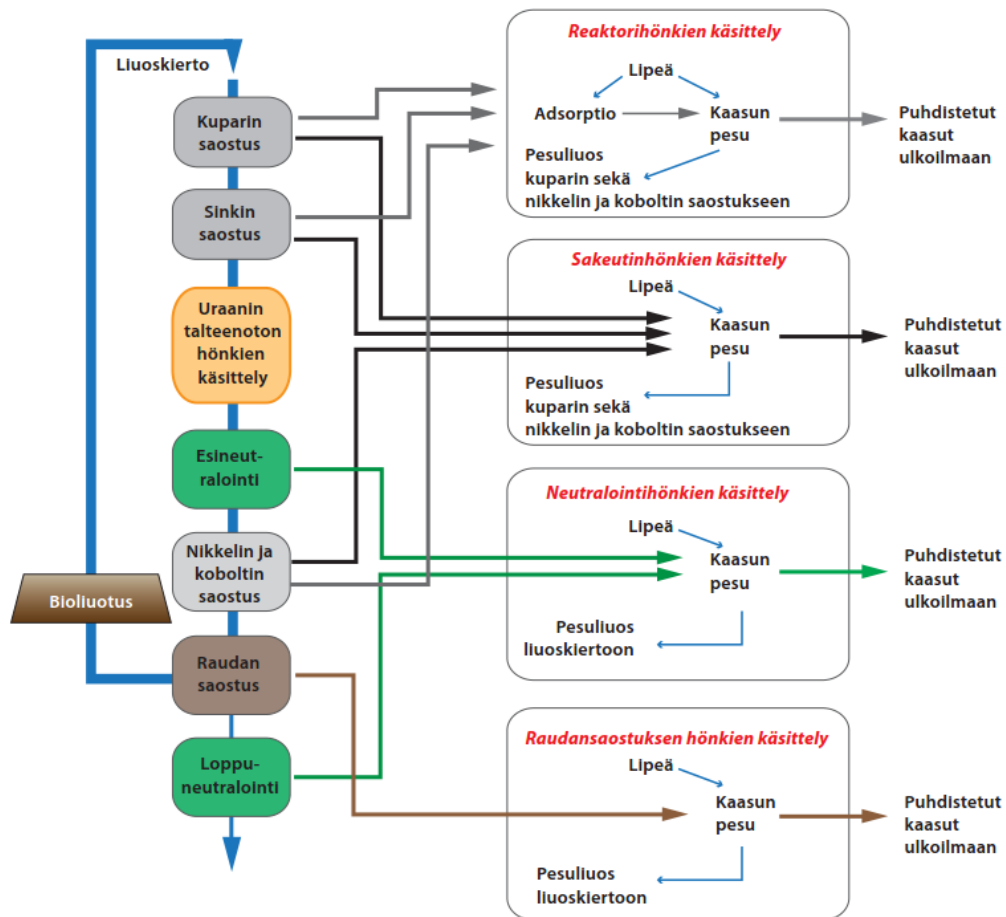 Liuoskierto
Kuparin
saostus
Sinkin
saostus
Uraanin
talteenoton
hönkien
käsittely
Esineut-
ralointi
Nikkelin ja
koboltin
saostus
Bioliuotus
Raudan
saostus
Loppu-
neutralointi
Reaktorihönkien käsittely
Lipeä
Adsorptio
Kaasun
pesu
Pesuliuos
kuparin sekä
nikkelin ja koboltin saostukseen
Puhdistetut
kaasut
ulkoilmaan
Sakeutinhönkien käsittely
Lipeä
Kaasun
pesu
Pesuliuos
kuparin sekä
nikkelin ja koboltin saostukseen
Puhdistetut
kaasut
ulkoilmaan
Neutralointihönkien käsittely
Lipeä
Kaasun
pesu
Pesuliuos
liuoskiertoon
Puhdistetut
kaasut
ulkoilmaan
Raudansaostuksen hönkien käsittely
Lipeä
Kaasun
pesu
Pesuliuos
liuoskiertoon
Puhdistetut
kaasut
ulkoilmaan